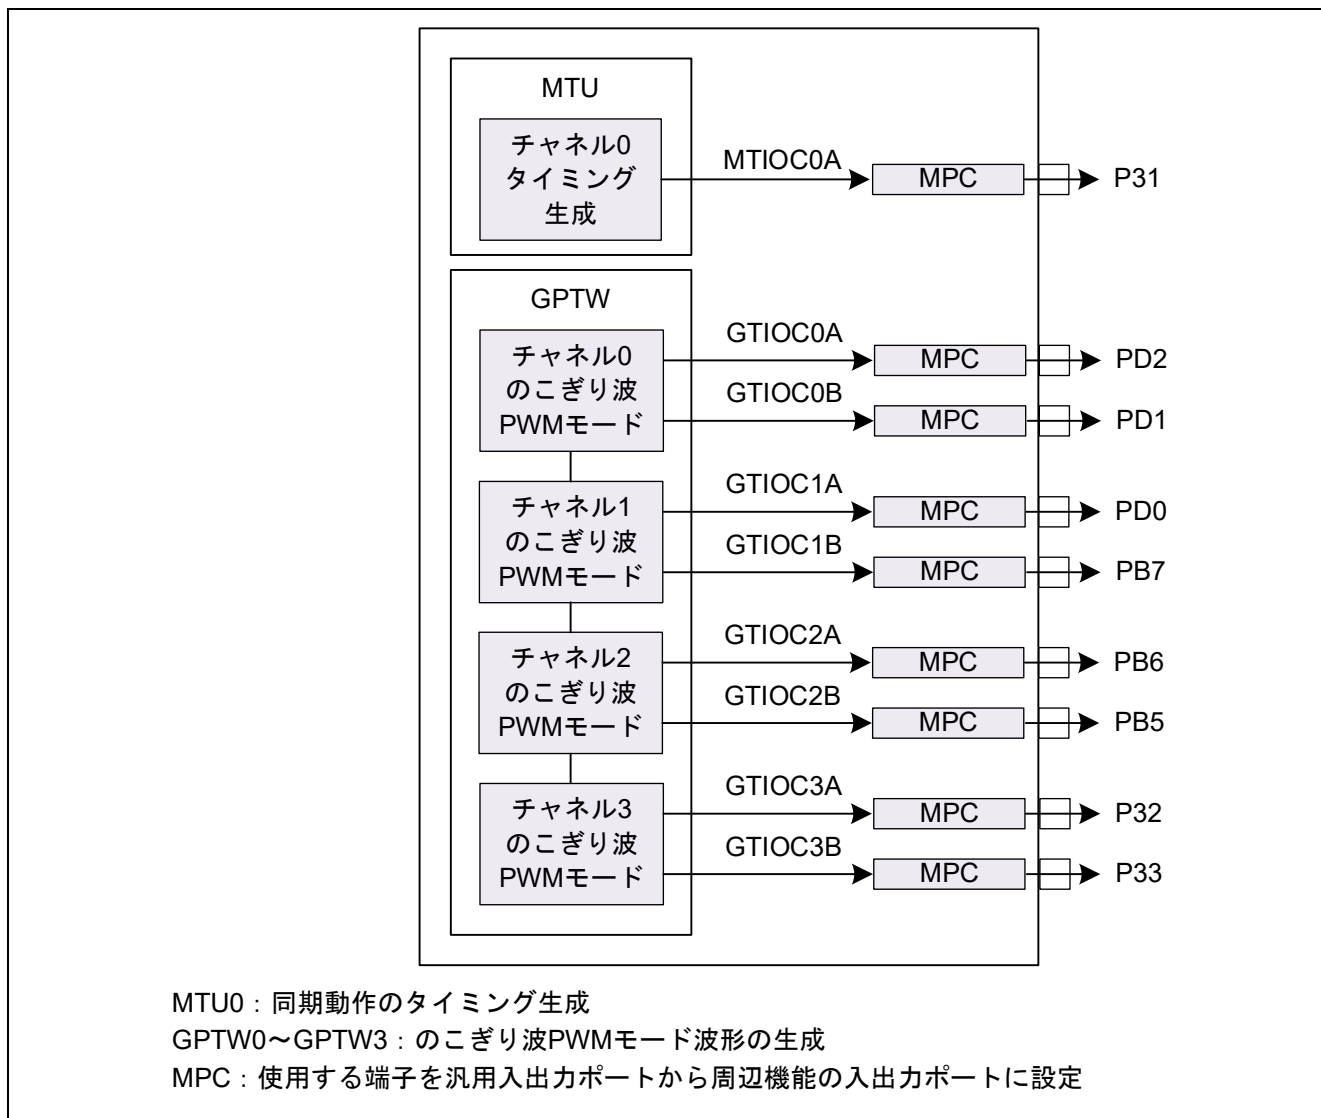 MTU
チャネル0
タイミング
生成
MTIOC0A
MPC
P31
GPTW
チャネル0
のこぎり波
PWMモード
GTIOC0A
MPC
PD2
GTIOC0B
MPC
PD1
チャネル1
のこぎり波
PWMモード
GTIOC1A
MPC
PD0
GTIOC1B
MPC
PB7
チャネル2
のこぎり波
PWMモード
GTIOC2A
MPC
PB6
GTIOC2B
MPC
PB5
チャネル3
のこぎり波
PWMモード
GTIOC3A
MPC
P32
GTIOC3B
MPC
P33
MTU0：同期動作のタイミング生成
GPTW0～GPTW3：のこぎり波PWMモード波形の生成
MPC：使用する端子を汎用入出力ポートから周辺機能の入出力ポートに設定